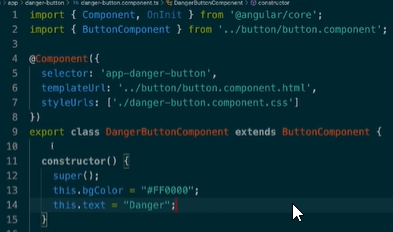 app > danger-button > danger-button.component.ts > DangerButtonComponent > constructor
1 import { Component, OnInit } from '@angular/core';
2 import { ButtonComponent } from '../button/button.component';
3
4 @Component({
5 selector: 'app-danger-button',
6 templateUrl: '../button/button.component.html',
7 styleUrls: ['./danger-button.component.css']
8 })
9 export class DangerButtonComponent extends ButtonComponent {
10
11 constructor() {
12 super();
13 this.bgColor = "#FF0000";
14 this.text = "Danger";
15 }